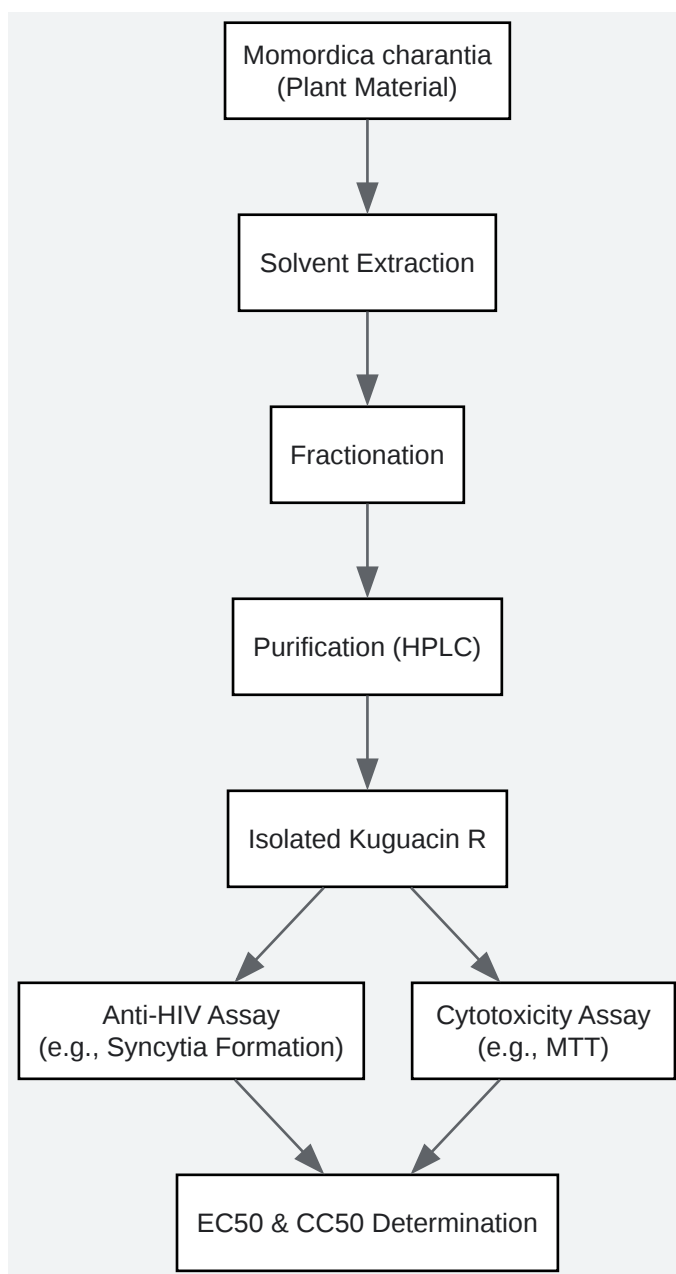 Momordica charantia
(Plant Material)
Solvent Extraction
Fractionation
Purification (HPLC)
Isolated Kuguacin R
Anti-HIV Assay
(e.g., Syncytia Formation)
Cytotoxicity Assay
(e.g., MTT)
EC50 & CC50 Determination